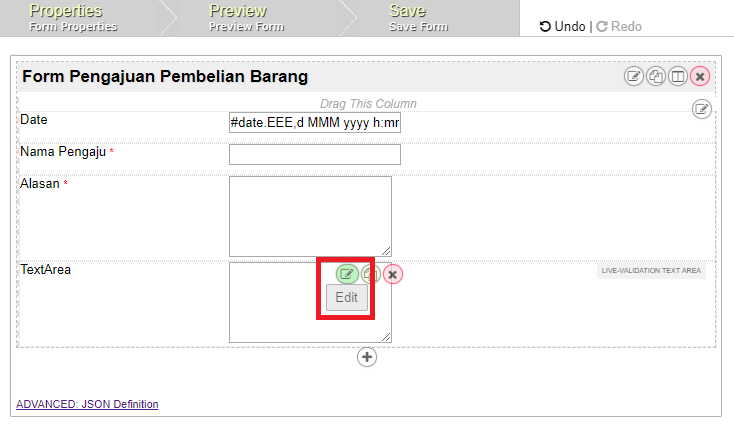 Properties
Form Properties
Preview
Preview Form
Save
Save Form
Undo | Redo
Form Pengajuan Pembelian Barang
Drag This Column
Date
#date.EEE,d MMM yyyy h:mr
Nama Pengaju *
Alasan *
TextArea
LIVE-VALIDATION TEXT AREA
Edit
ADVANCED: JSON Definition